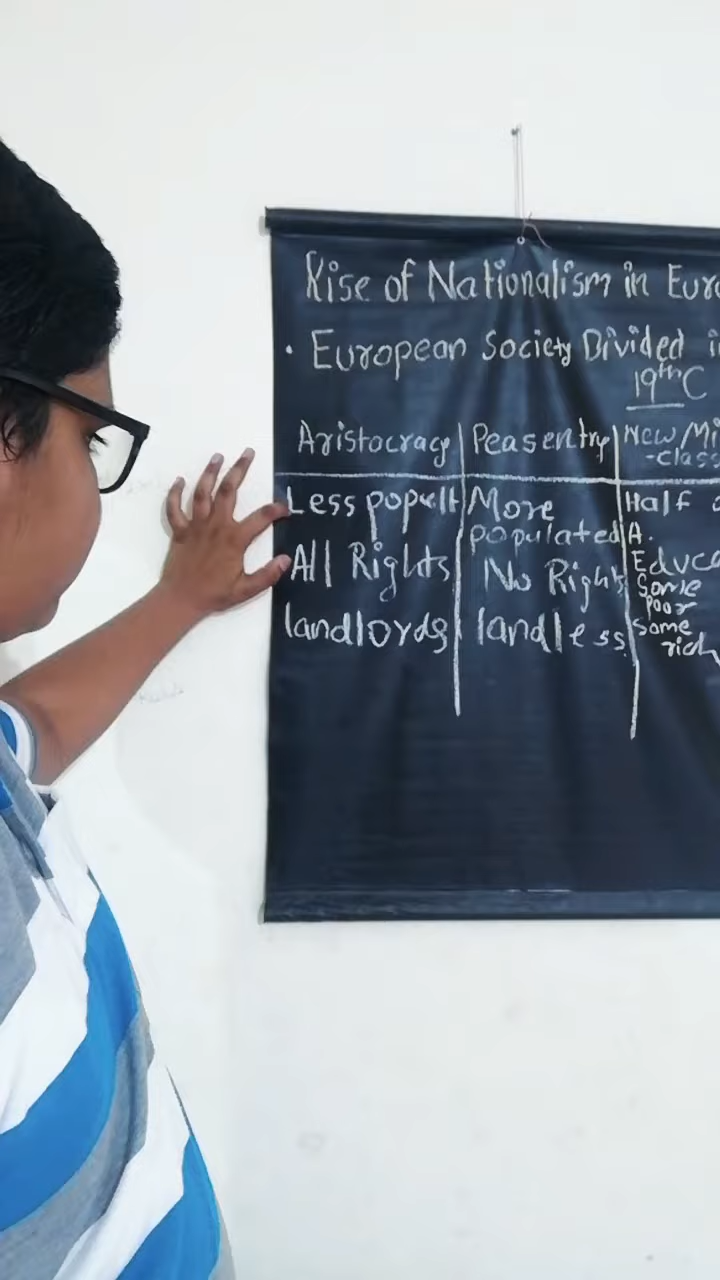 Rise of Nationalism in Euro
• European Society Divided in
19th C
Aristocracy Peasentry New/Mi
-class
Less popult More Half o
populated A.
All Rights No Rights Educa
Some
poor
landlords landless Some
rich